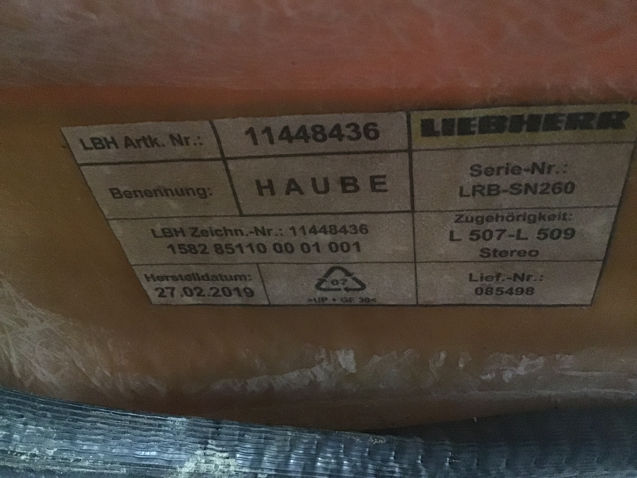 LBH Artk. Nr.: 11448436 LIEBHERR
Benennung: HAUBE
Serie-Nr.:
LRB-SN260
LBH Zeichn.-Nr.: 11448436
1582 85110 00 01 001
Zugehörigkeit:
L 507-L 509
Stereo
Herstelldatum:
27.02.2019
07
>UP + GF 30<
Lief.-Nr.:
085498